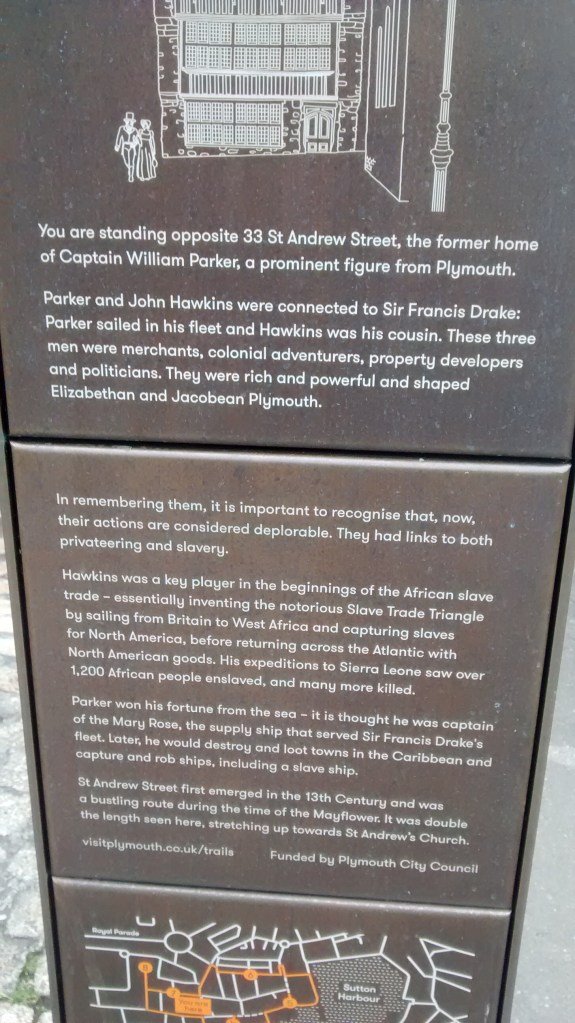 You are standing opposite 33 St Andrew Street, the former home
of Captain William Parker, a prominent figure from Plymouth.
Parker and John Hawkins were connected to Sir Francis Drake:
Parker sailed in his fleet and Hawkins was his cousin. These three
men were merchants, colonial adventurers, property developers
and politicians. They were rich and powerful and shaped
Elizabethan and Jacobean Plymouth.
In remembering them, it is important to recognise that, now,
their actions are considered deplorable. They had links to both
privateering and slavery.
Hawkins was a key player in the beginnings of the African slave
trade – essentially inventing the notorious Slave Trade Triangle
by sailing from Britain to West Africa and capturing slaves
for North America, before returning across the Atlantic with
North American goods. His expeditions to Sierra Leone saw over
1,200 African people enslaved, and many more killed.
Parker won his fortune from the sea – it is thought he was captain
of the Mary Rose, the supply ship that served Sir Francis Drake's
fleet. Later, he would destroy and loot towns in the Caribbean and
capture and rob ships, including a slave ship.
St Andrew Street first emerged in the 13th Century and was
a bustling route during the time of the Mayflower. It was double
the length seen here, stretching up towards St Andrew's Church.
visitplymouth.co.uk/trails
Funded by Plymouth City Council
Royal Parade
Sutton
Harbour